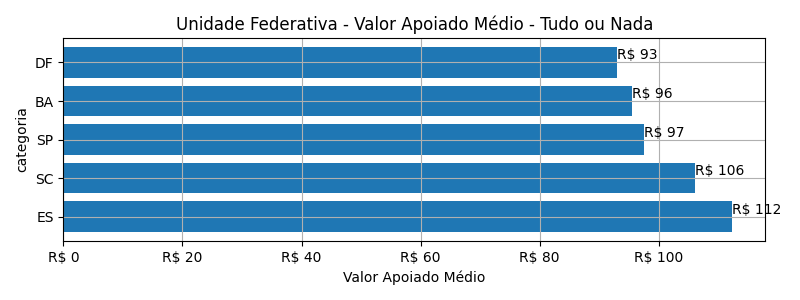 Unidade Federativa - Valor Apoiado Médio - Tudo ou Nada
categoria
DF
R$ 93
BA
R$ 96
SP
R$ 97
SC
R$ 106
ES
R$ 112
R$ 0 R$ 20 R$ 40 R$ 60 R$ 80 R$ 100
Valor Apoiado Médio